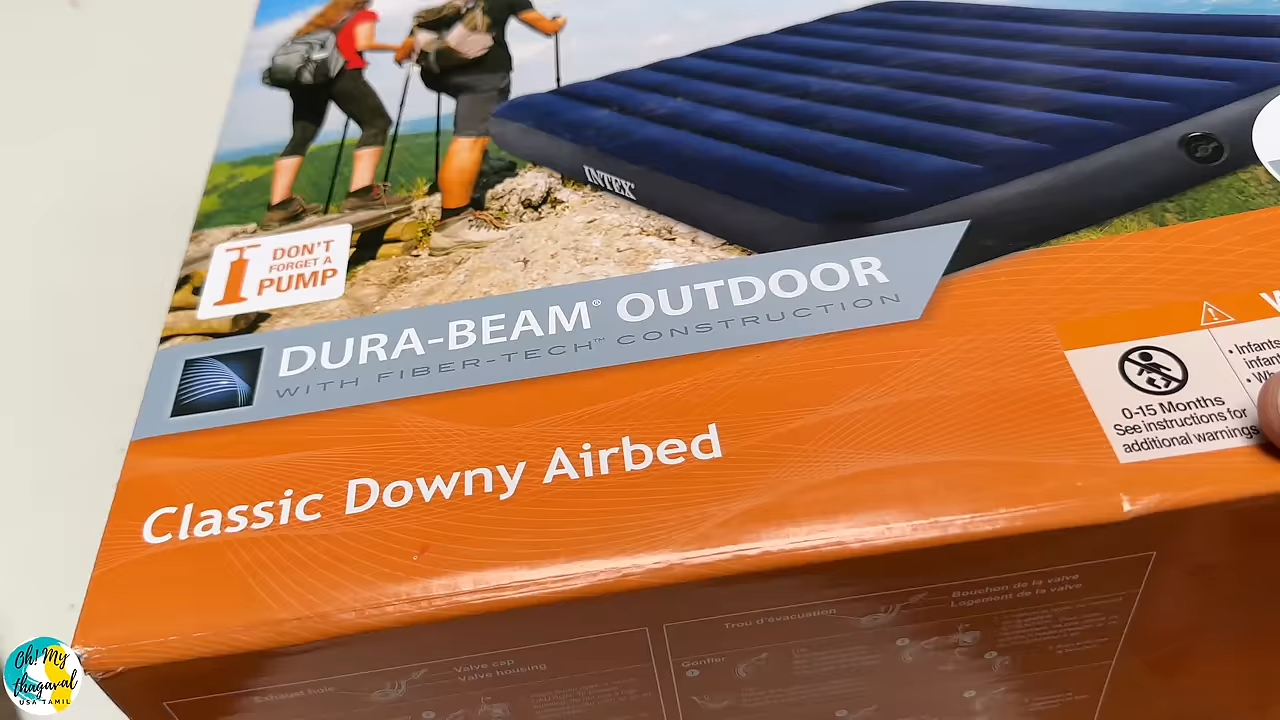 INTEX
DON'T
FORGET A
PUMP
DURA-BEAM® OUTDOOR
WITH FIBER-TECH™ CONSTRUCTION
Classic Downy Airbed
0-15 Months
See instructions for
additional warnings
• Infants
infant
Bouchon de la valve
Logement de la valve
Trou d'évacuation
Gonfler
Valve cap
Valve housing
Exhaust hole
Oh! My
thagaval
USA TAMIL